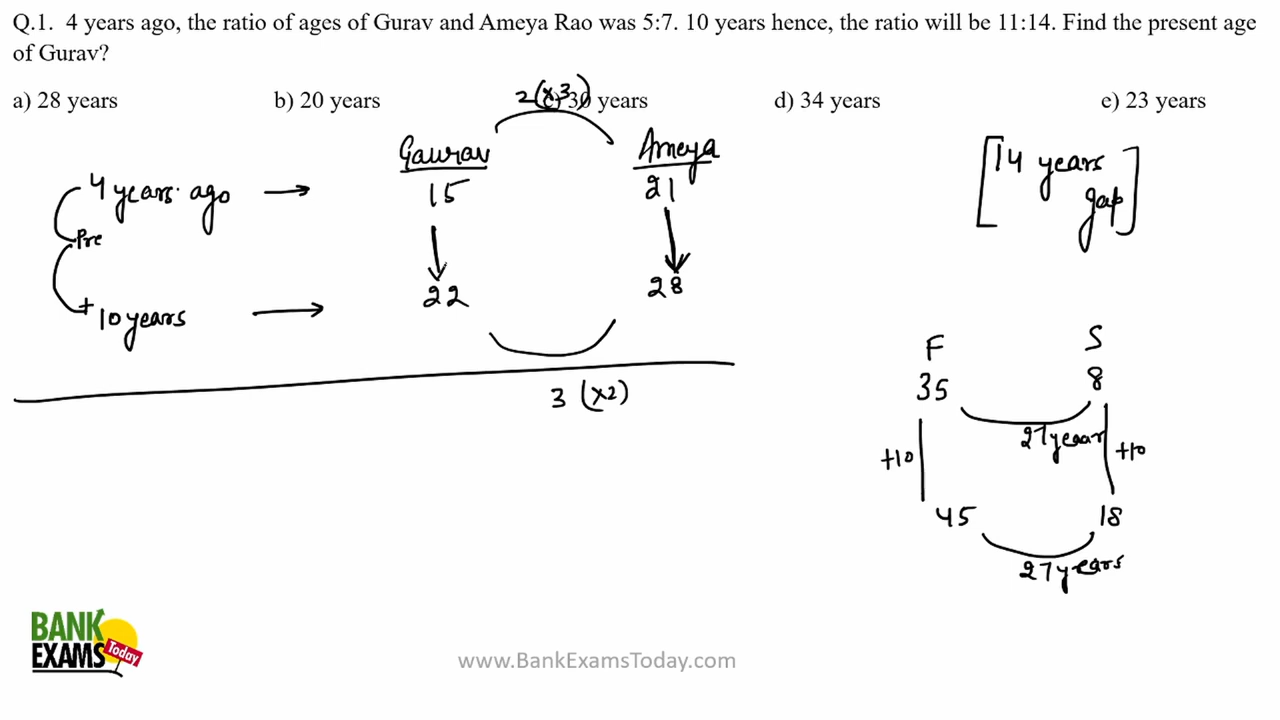 Q.1. 4 years ago, the ratio of ages of Gurav and Ameya Rao was 5:7. 10 years hence, the ratio will be 11:14. Find the present age
of Gurav?
2(x3)
a) 28 years b) 20 years c) 30 years d) 34 years e) 23 years
Gaurav Ameya
4 years ago 15 21
Pre
+10 years 22 28
3 (x2)
[14 years
gap]
F S
35 8
27 years
+10 +10
45 18
27 years
BANK
EXAMS Today
www.BankExamsToday.com